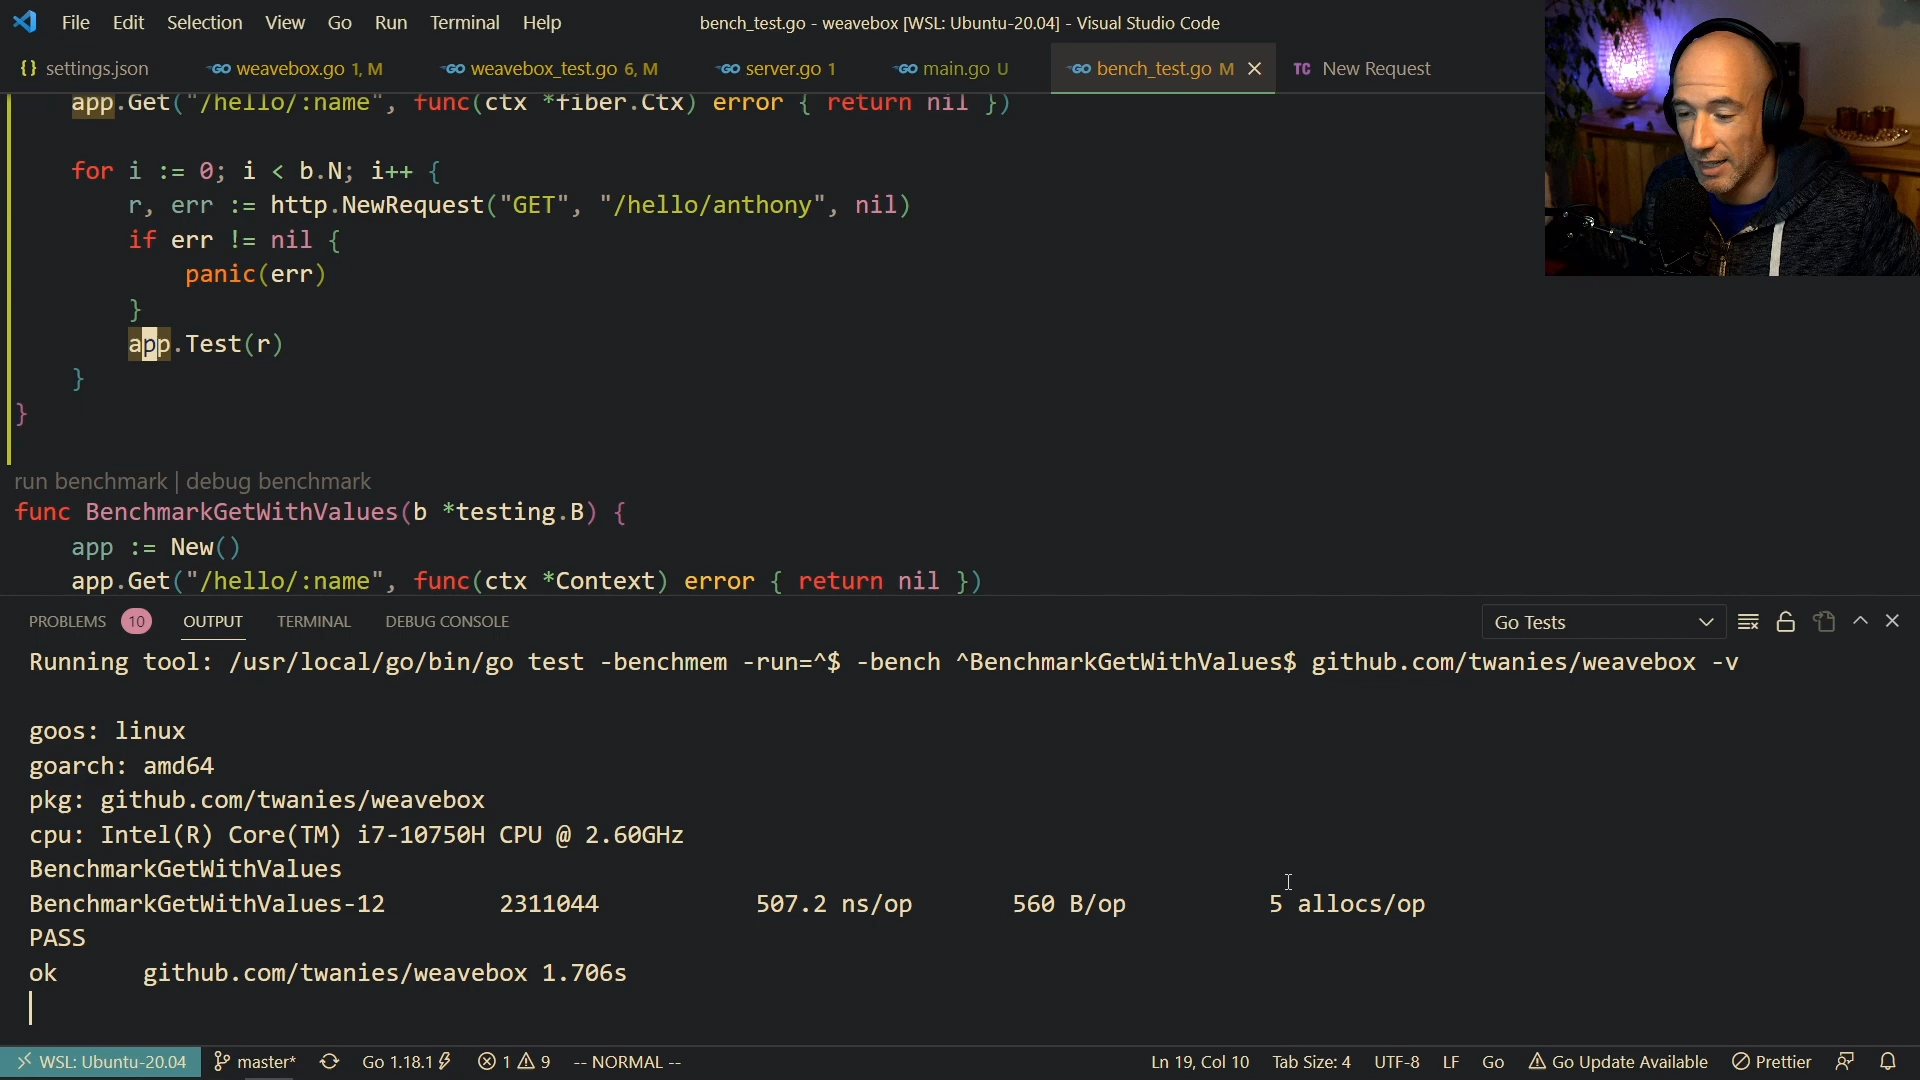 File Edit Selection View Go Run Terminal Help bench_test.go - weavebox [WSL: Ubuntu-20.04] - Visual Studio Code
{} settings.json GO weavebox.go 1, M GO weavebox_test.go 6, M GO server.go 1 GO main.go U GO bench_test.go M TC New Request
app.Get("/hello/:name", func(ctx *fiber.Ctx) error { return nil })
for i := 0; i < b.N; i++ {
r, err := http.NewRequest("GET", "/hello/anthony", nil)
if err != nil {
panic(err)
}
app.Test(r)
}
}
run benchmark | debug benchmark
func BenchmarkGetWithValues(b *testing.B) {
app := New()
app.Get("/hello/:name", func(ctx *Context) error { return nil })
PROBLEMS 10 OUTPUT TERMINAL DEBUG CONSOLE Go Tests
Running tool: /usr/local/go/bin/go test -benchmem -run=^$ -bench ^BenchmarkGetWithValues$ github.com/twanies/weavebox -v
goos: linux
goarch: amd64
pkg: github.com/twanies/weavebox
cpu: Intel(R) Core(TM) i7-10750H CPU @ 2.60GHz
BenchmarkGetWithValues
BenchmarkGetWithValues-12 2311044 507.2 ns/op 560 B/op 5 allocs/op
PASS
ok github.com/twanies/weavebox 1.706s
WSL: Ubuntu-20.04 master* Go 1.18.1 1 9 -- NORMAL -- Ln 19, Col 10 Tab Size: 4 UTF-8 LF Go Go Update Available Prettier